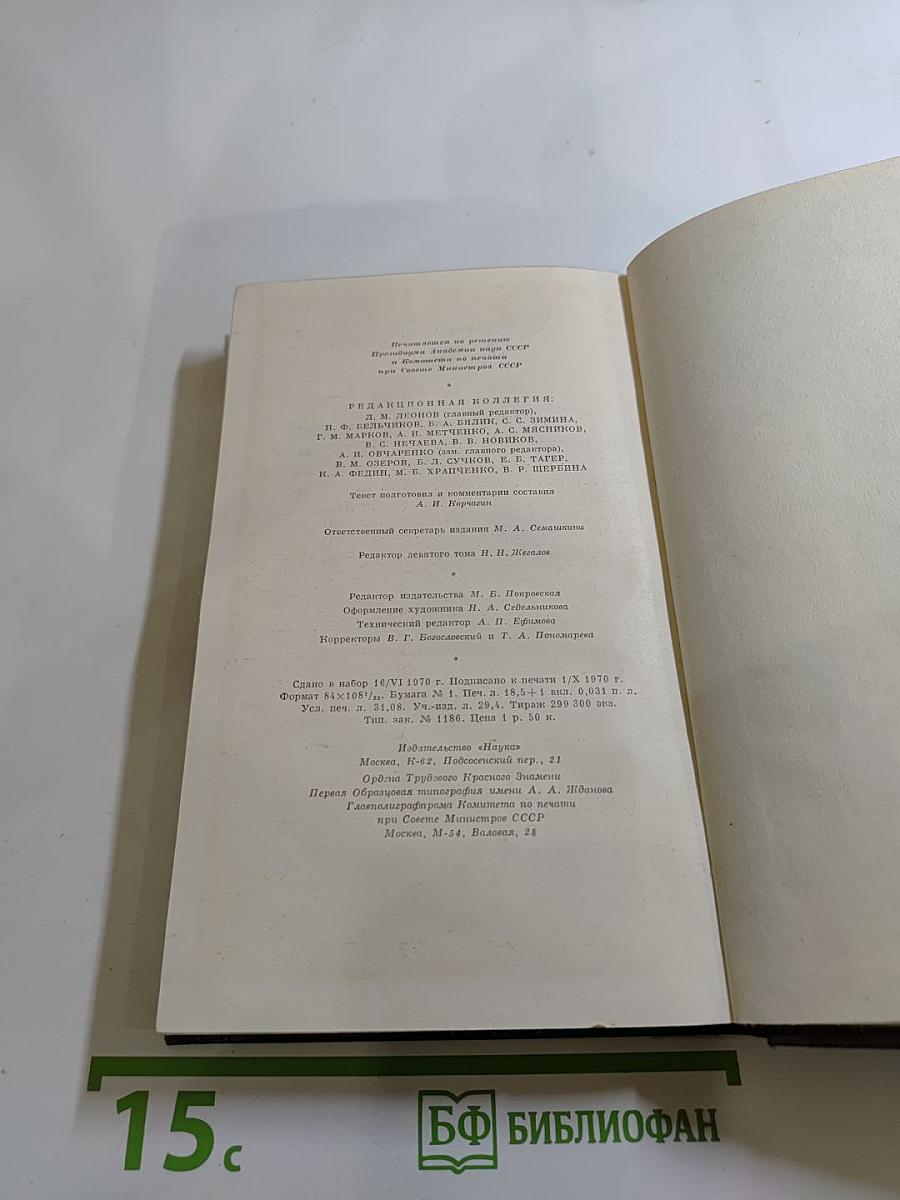 Печатается по решению
Президиума Академии наук СССР
и Комитета по печати
при Совете Министров СССР
*
РЕДАКЦИОННАЯ КОЛЛЕГИЯ:
Л. М. ЛЕОНОВ (главный редактор),
Н. Ф. БЕЛЬЧИКОВ, Б. А. БЯЛИК, С. С. ЗИМИНА,
Г. М. МАРКОВ, А. И. МЕТЧЕНКО, А. С. МЯСНИКОВ,
В. С. НЕЧАЕВА, В. В. НОВИКОВ,
А. И. ОВЧАРЕНКО (зам. главного редактора),
В. М. ОЗЕРОВ, Б. Л. СУЧКОВ, Е. Б. ТАГЕР,
К. А. ФЕДИН, М. Б. ХРАПЧЕНКО, В. Р. ЩЕРБИНА
Текст подготовил и комментарии составил
А. И. Корчагин
Ответственный секретарь издания М. А. Семашкина
Редактор девятого тома Н. Н. Жегалов
*
Редактор издательства М. Б. Покровская
Оформление художника Н. А. Седельникова
Технический редактор А. П. Ефимова
Корректоры В. Г. Богословский и Т. А. Пономарева
*
Сдано в набор 16/VI 1970 г. Подписано к печати 1/X 1970 г.
Формат 84×108¹/₃₂. Бумага № 1. Печ. л. 18,5+1 вкл. 0,031 п. л.
Усл. печ. л. 31,08. Уч.-изд. л. 29,4. Тираж 299 300 экз.
Тип. зак. № 1186. Цена 1 р. 50 к.
Издательство «Наука»
Москва, К-62, Подсосенский пер., 21
Ордена Трудового Красного Знамени
Первая Образцовая типография имени А. А. Жданова
Главполиграфпрома Комитета по печати
при Совете Министров СССР
Москва, М-54, Валовая, 28
15 с
БФ БИБЛИОФАН